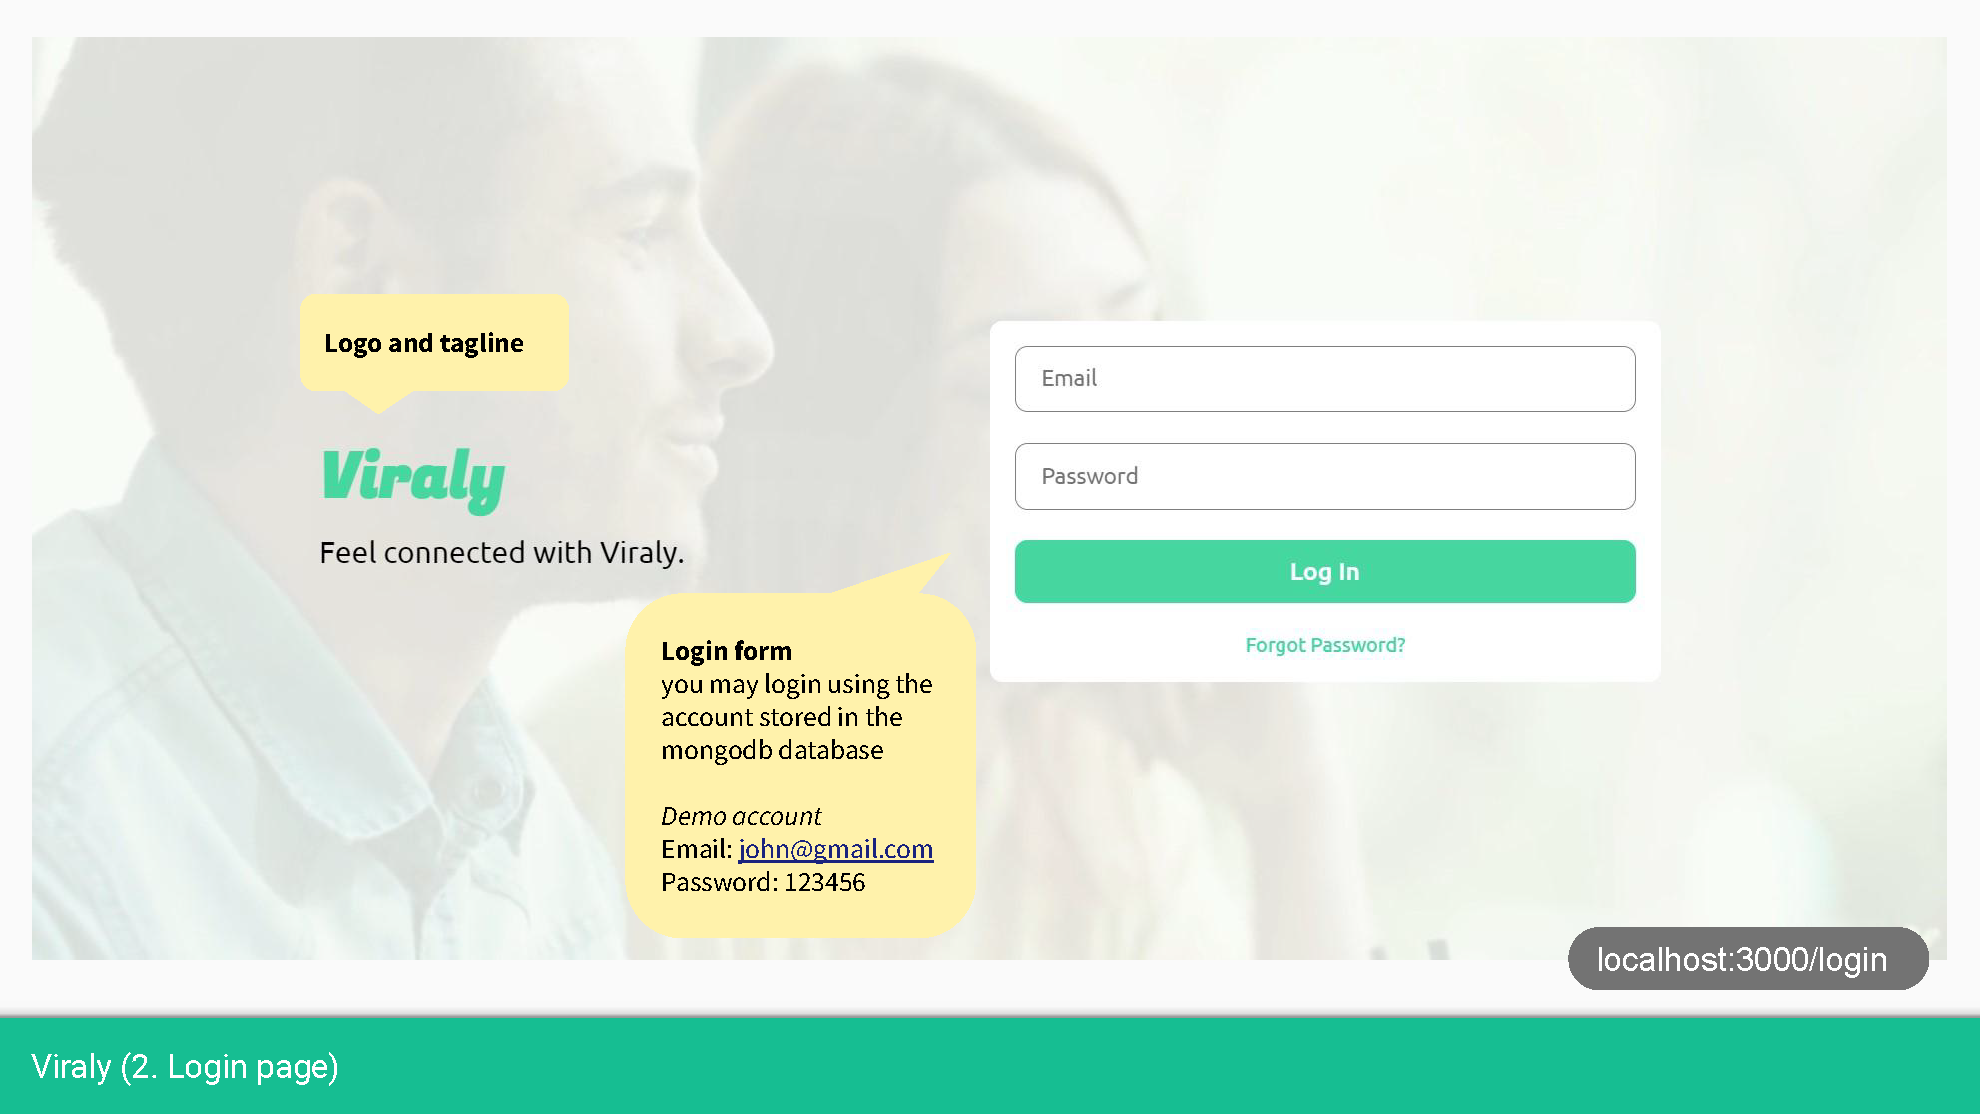 Logo and tagline
Viraly
Feel connected with Viraly.
Email
Password
Log In
Forgot Password?
Login form
you may login using the
account stored in the
mongodb database
Demo account
Email: john@gmail.com
Password: 123456
localhost:3000/login
Viraly (2. Login page)